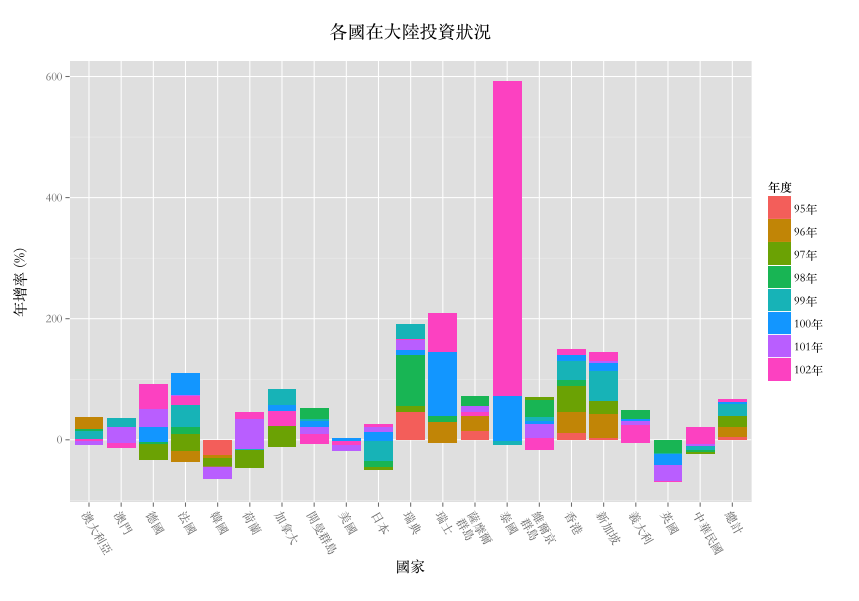 各國在大陸投資狀況
年增率 (%)
600
400
200
0
澳大利亞
澳門
德國
法國
韓國
荷蘭
加拿大
開曼群島
美國
日本
瑞典
瑞士
薩摩爾
群島
泰國
維爾京
群島
香港
新加坡
義大利
英國
中華民國
總計
國家
年度
95年
96年
97年
98年
99年
100年
101年
102年